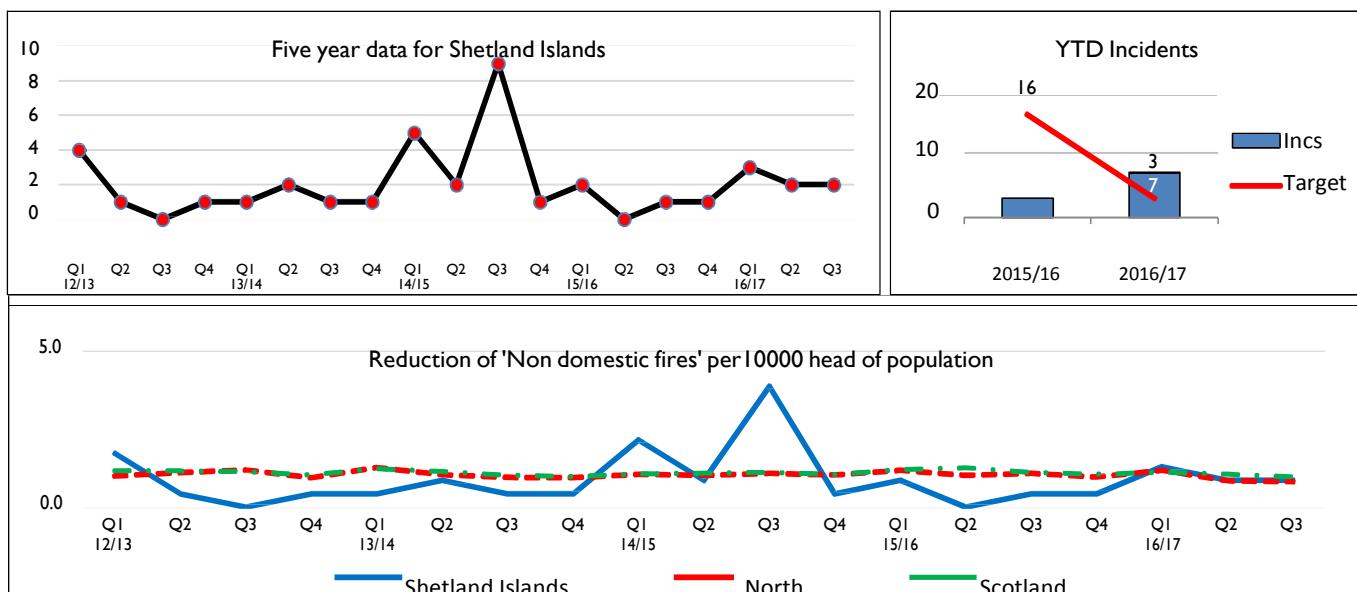 Five year data for Shetland Islands
10
8
6
4
2
0
Q1 Q2 Q3 Q4 Q1 Q2 Q3 Q4 Q1 Q2 Q3 Q4 Q1 Q2 Q3 Q4 Q1 Q2 Q3
12/13 13/14 14/15 15/16 16/17
YTD Incidents
20
10
0
16
3
7
2015/16 2016/17
Incs
Target
Reduction of 'Non domestic fires' per10000 head of population
5.0
0.0
Q1 Q2 Q3 Q4 Q1 Q2 Q3 Q4 Q1 Q2 Q3 Q4 Q1 Q2 Q3 Q4 Q1 Q2 Q3
12/13 13/14 14/15 15/16 16/17
Shetland Islands North Scotland